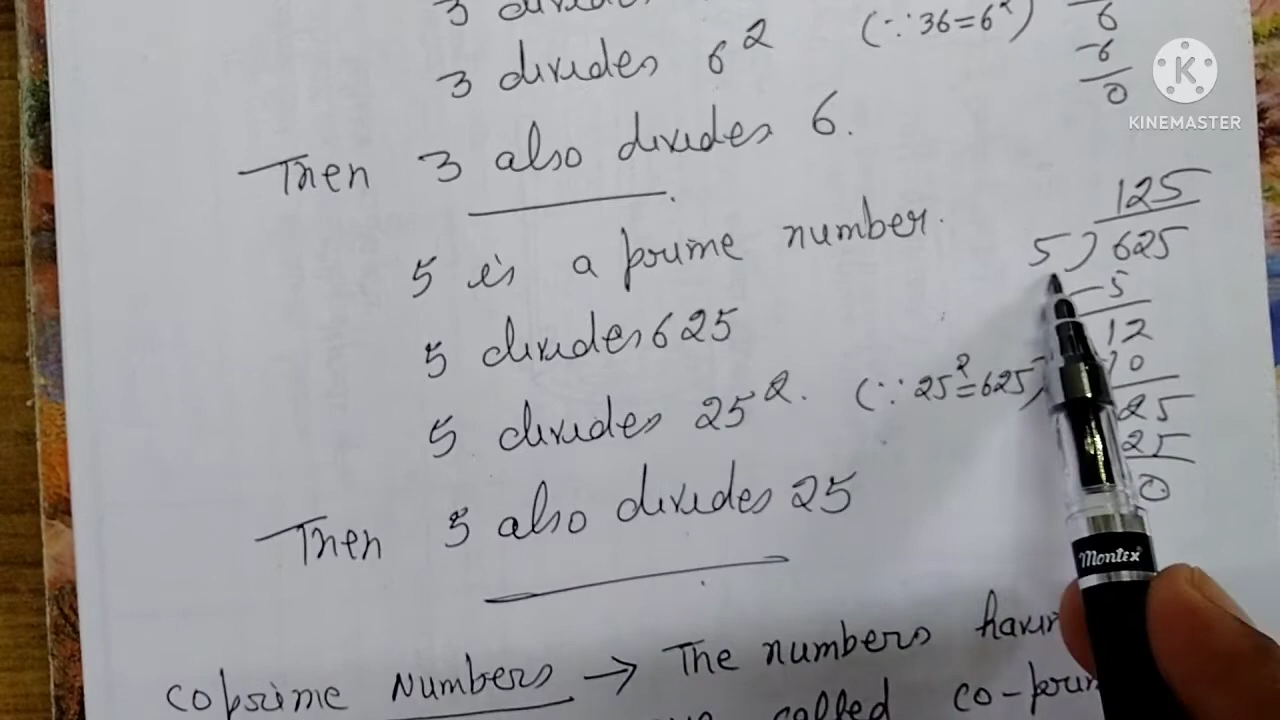 3
3 divides 6² (∵ 36=6²)
6
-6
0
Then 3 also divides 6.
5 is a prime number.
5 divides 625
5 divides 25². (∵ 25²=625)
Then 5 also divides 25
125
5) 625
-5
12
10
25
25
0
Coprime Numbers → The numbers
called co-prim
KINEMASTER
Montex